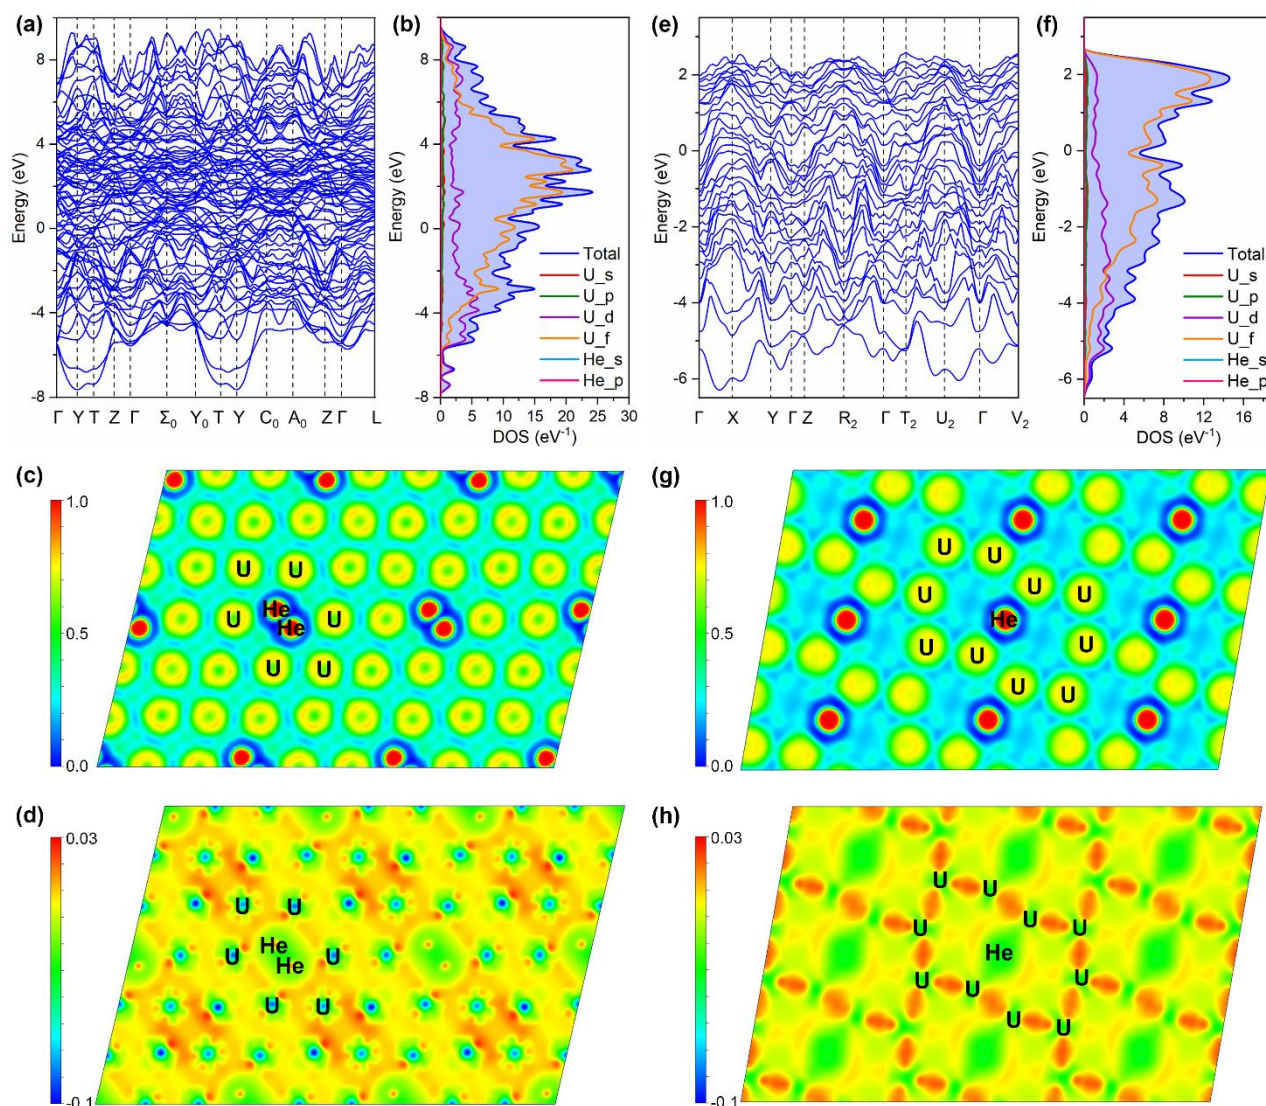 (a)
Energy (eV)
8
4
0
-4
-8
Γ Y T Z Γ Σ0 Y0 T Y C0 A0 Z Γ L
(b)
Energy (eV)
8
4
0
-4
-8
Total
U_s
U_p
U_d
U_f
He_s
He_p
0 5 10 15 20 25 30
DOS (eV-1)
(e)
Energy (eV)
2
0
-2
-4
-6
Γ X Y Γ Z R2 Γ T2 U2 Γ V2
(f)
Energy (eV)
2
0
-2
-4
-6
Total
U_s
U_p
U_d
U_f
He_s
He_p
0 4 8 12 16
DOS (eV-1)
(c)
1.0
0.5
0.0
U U
He
U He U
U U
(g)
1.0
0.5
0.0
U U
U U U
He
U U U
U U
(d)
0.03
-0.1
U U
He
U He U
U U
(h)
0.03
-0.1
U U
U U U
He
U U U
U U